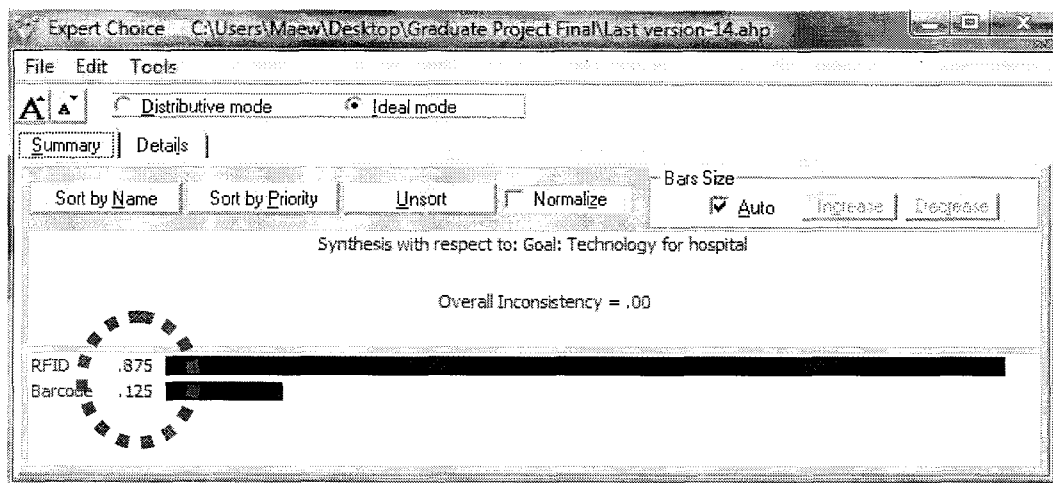 Expert Choice C:\Users\Maew\Desktop\Graduate Project Final\Last version-14.ahp
File Edit Tools
A A Distributive mode Ideal mode
Summary Details
Sort by Name Sort by Priority Unsort Normalize Bars Size Auto Increase Decrease
Synthesis with respect to: Goal: Technology for hospital
Overall Inconsistency = .00
RFID .875
Barcode .125